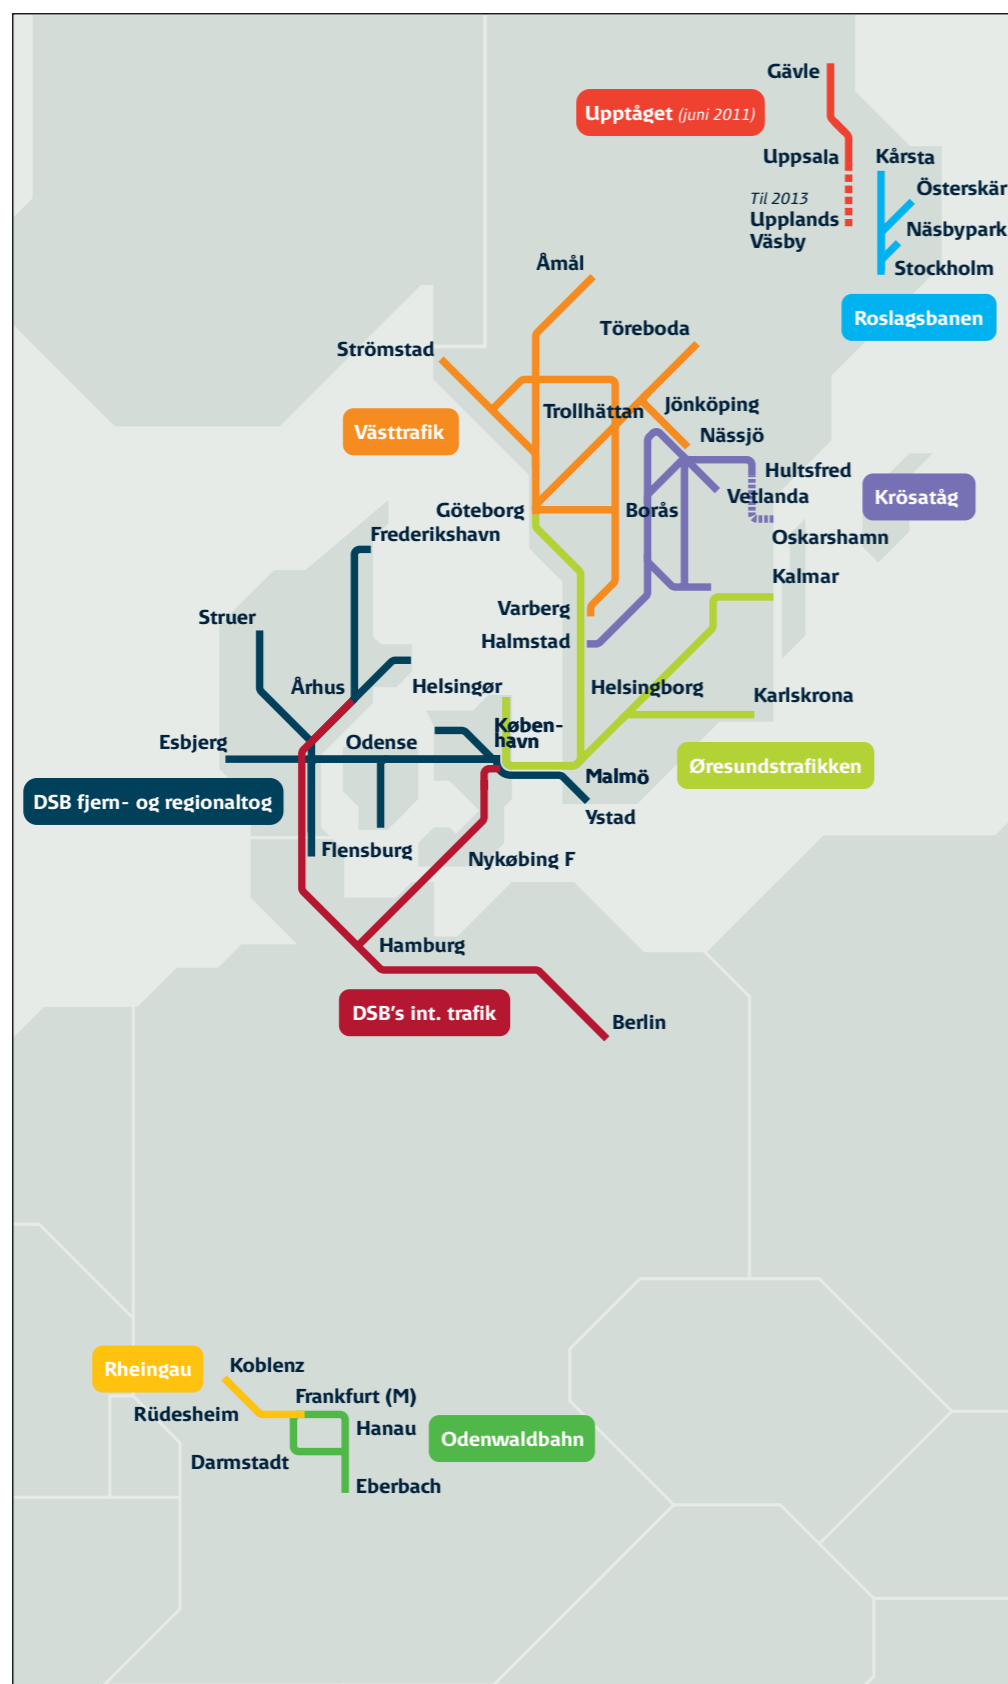 Gävle
Upptåget (juni 2011)
Uppsala
Kårsta
Österskär
Til 2013
Upplands
Väsby
Näsbypark
Stockholm
Roslagsbanen
Åmål
Töreboda
Strömstad
Trollhättan
Jönköping
Västtrafik
Nässjö
Hultsfred
Vetlanda
Krösatåg
Göteborg
Borås
Frederikshavn
Oskarshamn
Kalmar
Varberg
Struer
Halmstad
Århus
Helsingør
Helsingborg
Karlskrona
Esbjerg
Odense
Køben-
havn
Øresundstrafikken
Malmö
DSB fjern- og regionaltog
Ystad
Flensburg
Nykøbing F
Hamburg
DSB's int. trafik
Berlin
Rheingau
Koblenz
Frankfurt (M)
Rüdesheim
Hanau
Odenwaldbahn
Darmstadt
Eberbach